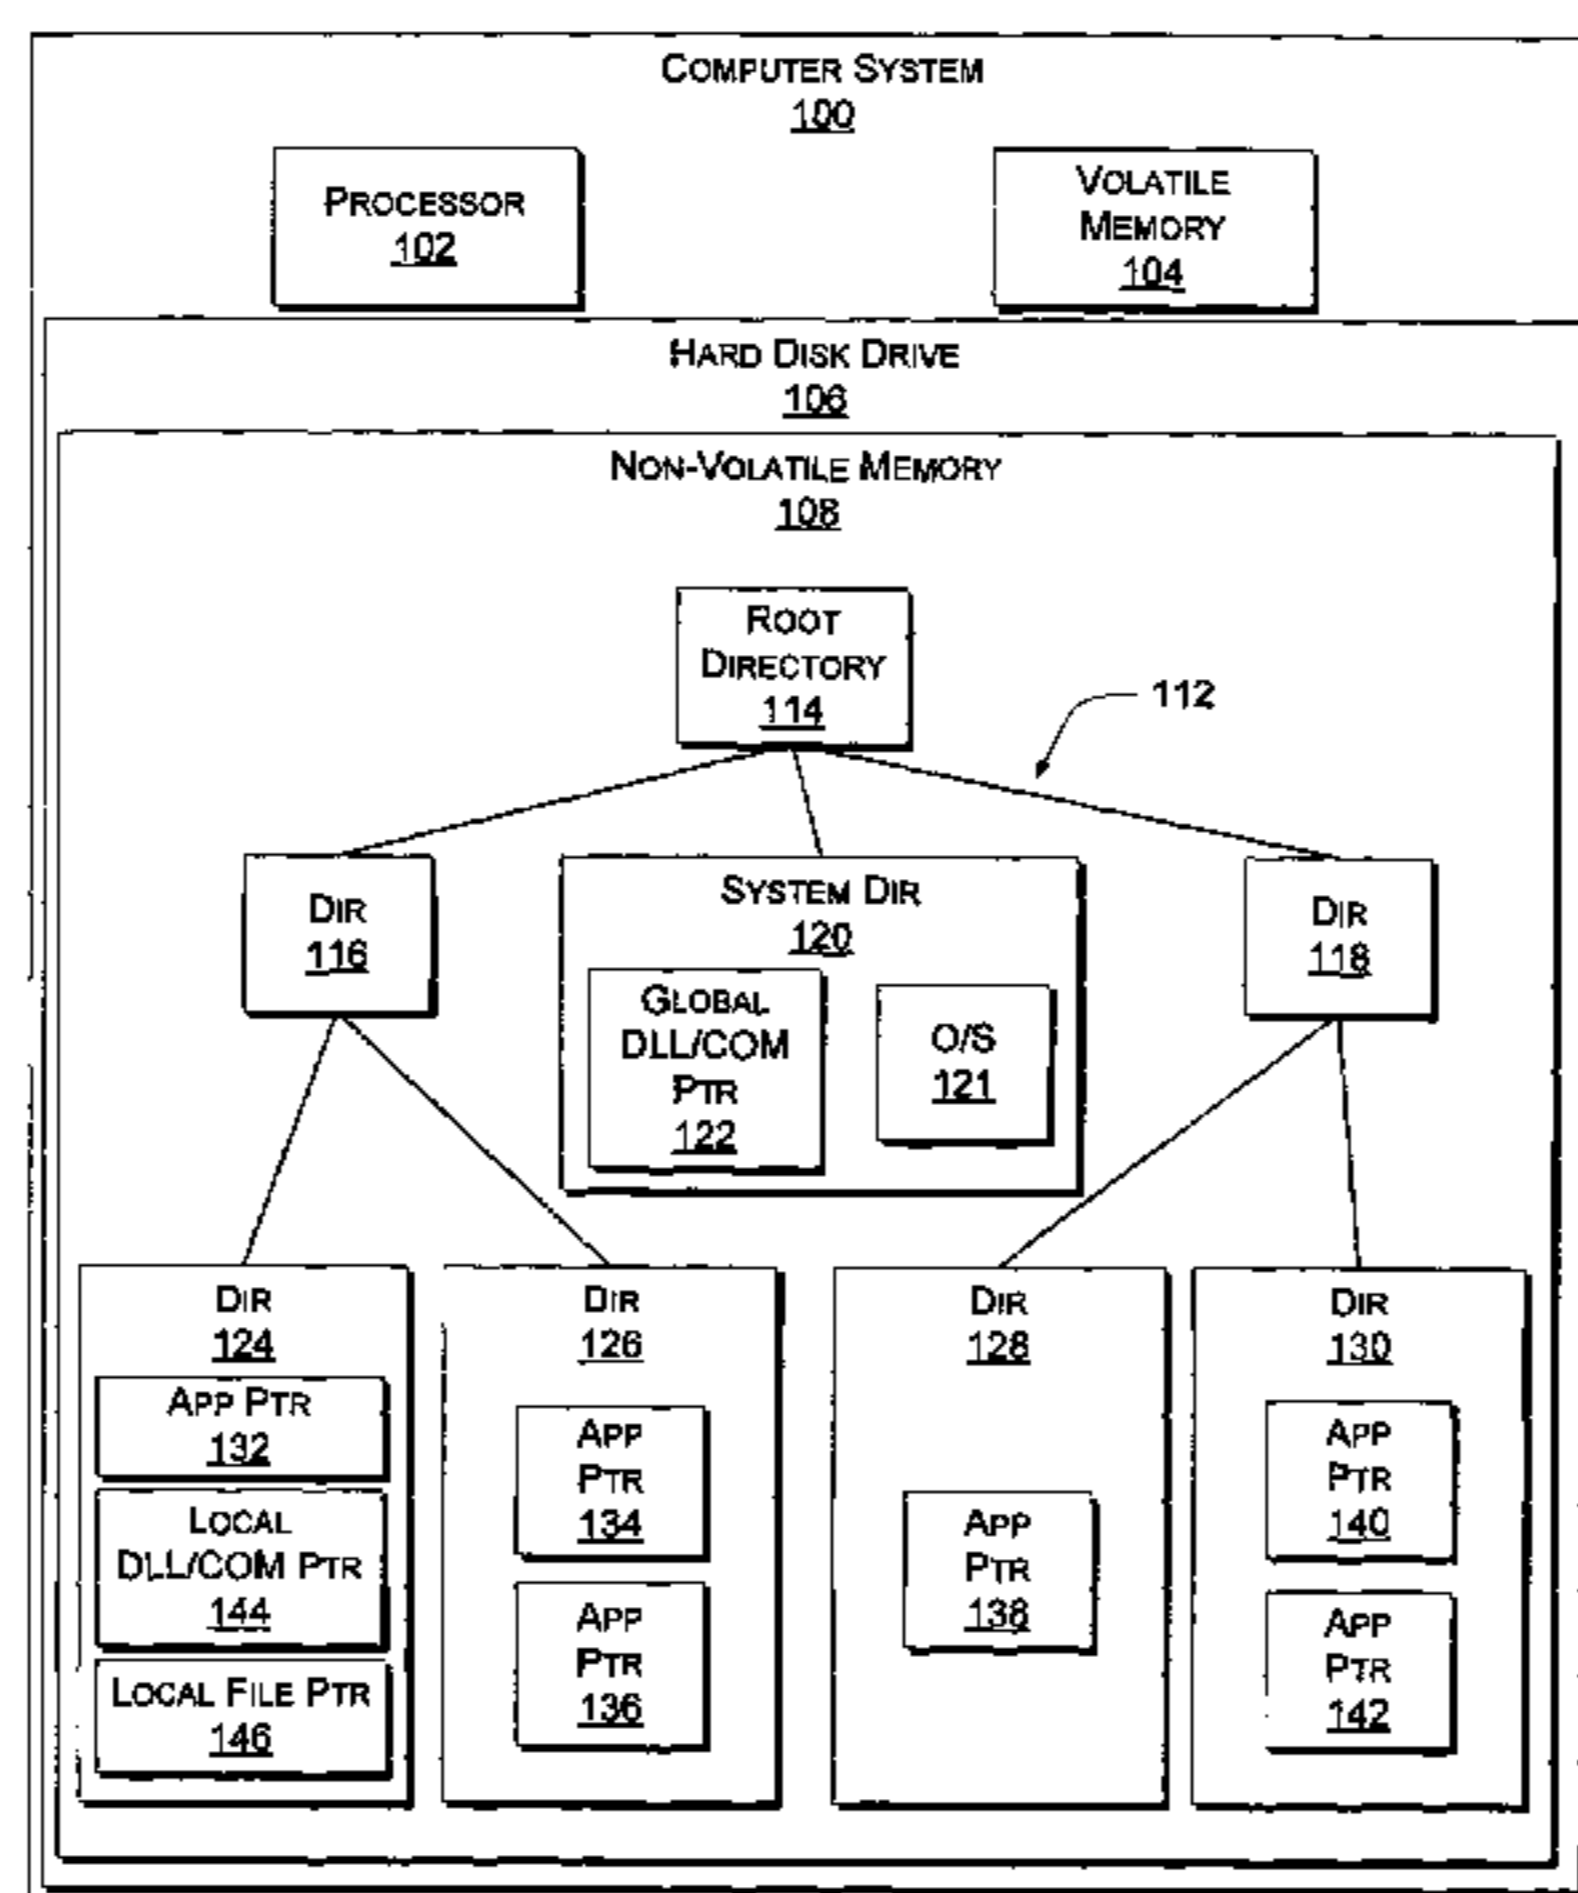 COMPUTER SYSTEM
100
PROCESSOR
102
VOLATILE
MEMORY
104
HARD DISK DRIVE
106
NON-VOLATILE MEMORY
108
ROOT
DIRECTORY
114
112
DIR
116
SYSTEM DIR
120
GLOBAL
DLL/COM
PTR
122
O/S
121
DIR
118
DIR
124
APP PTR
132
LOCAL
DLL/COM PTR
144
LOCAL FILE PTR
146
DIR
126
APP
PTR
134
APP
PTR
136
DIR
128
APP
PTR
138
DIR
130
APP
PTR
140
APP
PTR
142